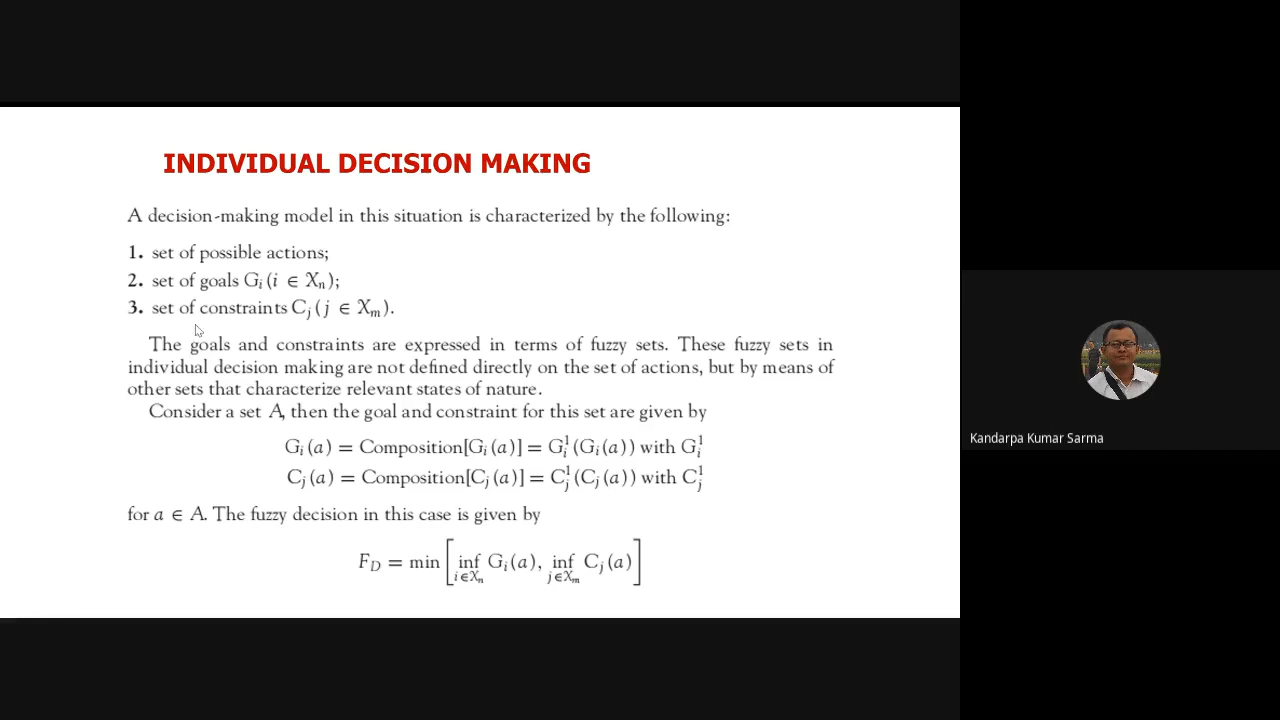 INDIVIDUAL DECISION MAKING
A decision-making model in this situation is characterized by the following:
1. set of possible actions;
2. set of goals Gᵢ (i ∈ Xₙ);
3. set of constraints Cⱼ (j ∈ Xₘ).
The goals and constraints are expressed in terms of fuzzy sets. These fuzzy sets in
individual decision making are not defined directly on the set of actions, but by means of
other sets that characterize relevant states of nature.
Consider a set A, then the goal and constraint for this set are given by
Gᵢ(a) = Composition[Gᵢ(a)] = Gᵢ¹(Gᵢ(a)) with Gᵢ¹
Cⱼ(a) = Composition[Cⱼ(a)] = Cⱼ¹(Cⱼ(a)) with Cⱼ¹
for a ∈ A. The fuzzy decision in this case is given by
F_D = min [ inf_{i∈Xₙ} Gᵢ(a), inf_{j∈Xₘ} Cⱼ(a) ]
Kandarpa Kumar Sarma